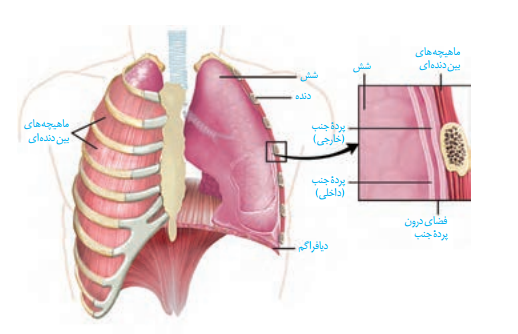 ماهیچه‌های
بین‌دنده‌ای
شش
شش
دنده
ماهیچه‌های
بین‌دنده‌ای
پردهٔ جنب
(خارجی)
پردهٔ جنب
(داخلی)
فضای درون
پردهٔ جنب
دیافراگم